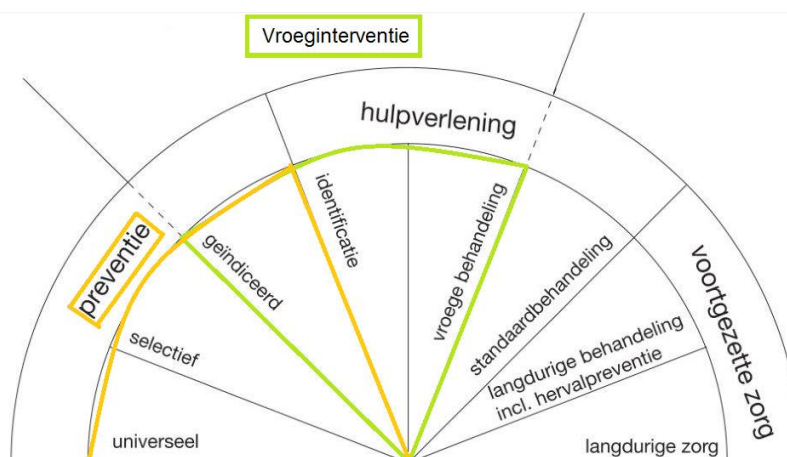 Vroeginterventie
hulpverlening
preventie
voortgezette zorg
universeel
selectief
geïndiceerd
identificatie
vroege behandeling
standaardbehandeling
langdurige behandeling
incl. hervalpreventie
langdurige zorg